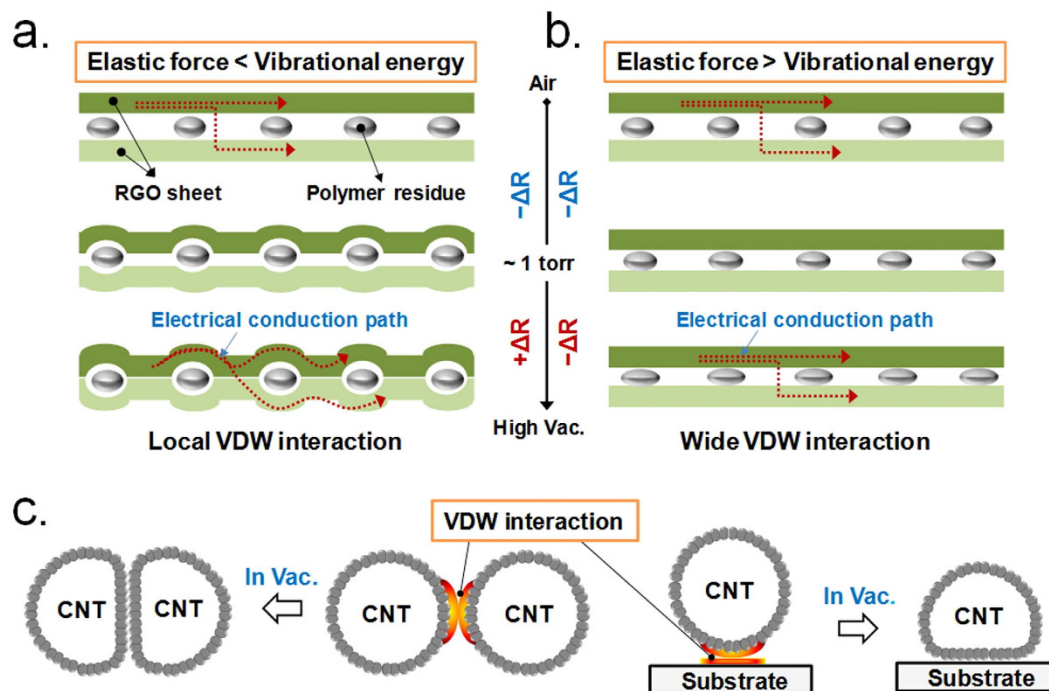 a.
Elastic force < Vibrational energy
RGO sheet
Polymer residue
Electrical conduction path
Local VDW interaction
Air
−ΔR
−ΔR
~ 1 torr
+ΔR
−ΔR
High Vac.
b.
Elastic force > Vibrational energy
Electrical conduction path
Wide VDW interaction
c.
VDW interaction
CNT
CNT
In Vac.
CNT
CNT
CNT
Substrate
In Vac.
CNT
Substrate